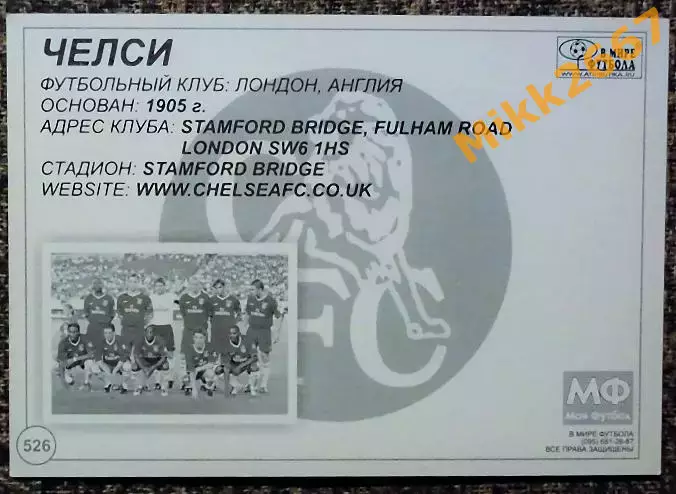 ЧЕЛСИ
ФУТБОЛЬНЫЙ КЛУБ: ЛОНДОН, АНГЛИЯ
ОСНОВАН: 1905 г.
АДРЕС КЛУБА: STAMFORD BRIDGE, FULHAM ROAD
LONDON SW6 1HS
СТАДИОН: STAMFORD BRIDGE
WEBSITE: WWW.CHELSEAFC.CO.UK
В МИРЕ
ФУТБОЛА
FC
526
МФ
Мой Футбол
В МИРЕ ФУТБОЛА
ВСЕ ПРАВА ЗАЩИЩЕНЫ